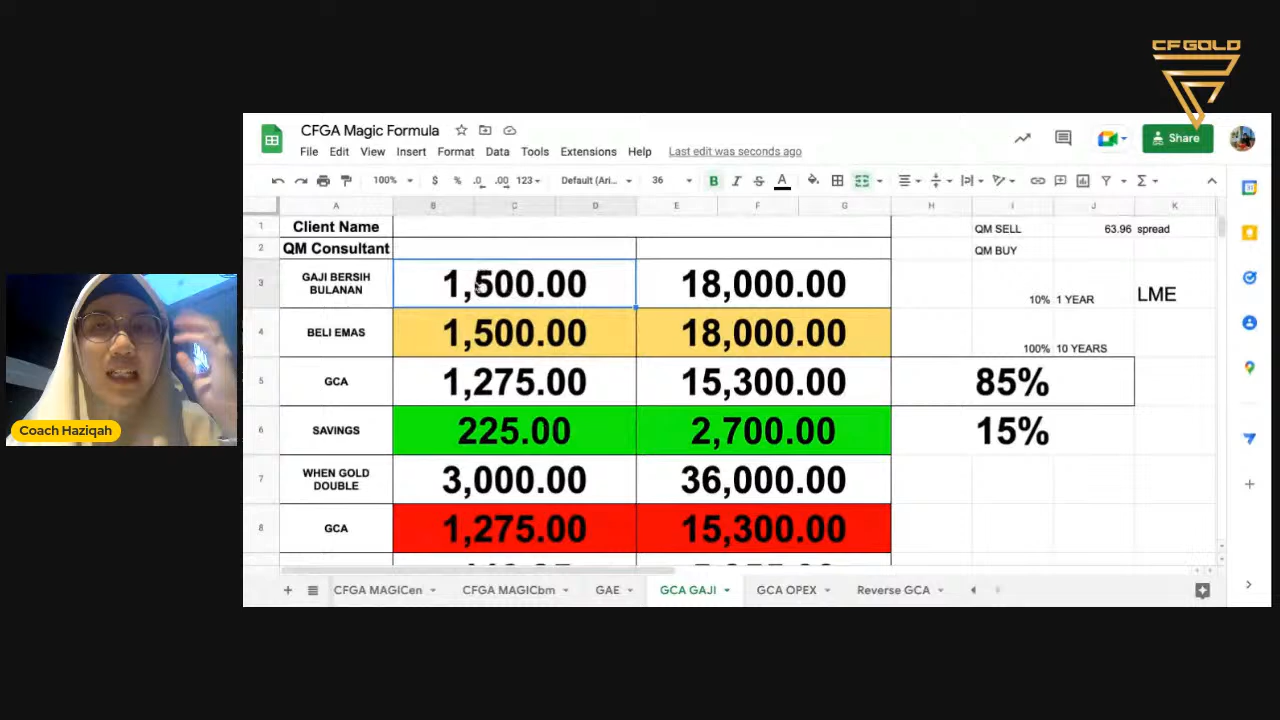 CFGOLD
CFGA Magic Formula
Share
File Edit View Insert Format Data Tools Extensions Help Last edit was seconds ago
100% $ % .0 .00 123 Default (Ari... 36 B I S A
A B C D E F G H I J K
1 Client Name QM SELL 63.96 spread
2 QM Consultant QM BUY
3 GAJI BERSIH BULANAN 1,500.00 18,000.00 10% 1 YEAR LME
4 BELI EMAS 1,500.00 18,000.00 100% 10 YEARS
5 GCA 1,275.00 15,300.00 85%
6 SAVINGS 225.00 2,700.00 15%
7 WHEN GOLD DOUBLE 3,000.00 36,000.00
8 GCA 1,275.00 15,300.00
Coach Haziqah
CFGA MAGICen CFGA MAGICbm GAE GCA GAJI GCA OPEX Reverse GCA